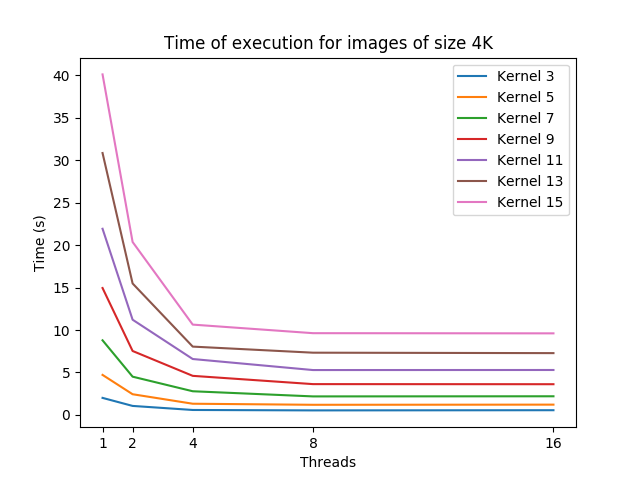 Time of execution for images of size 4K
40
35
30
25
20
15
10
5
0
Time (s)
Kernel 3
Kernel 5
Kernel 7
Kernel 9
Kernel 11
Kernel 13
Kernel 15
1 2 4 8 16
Threads